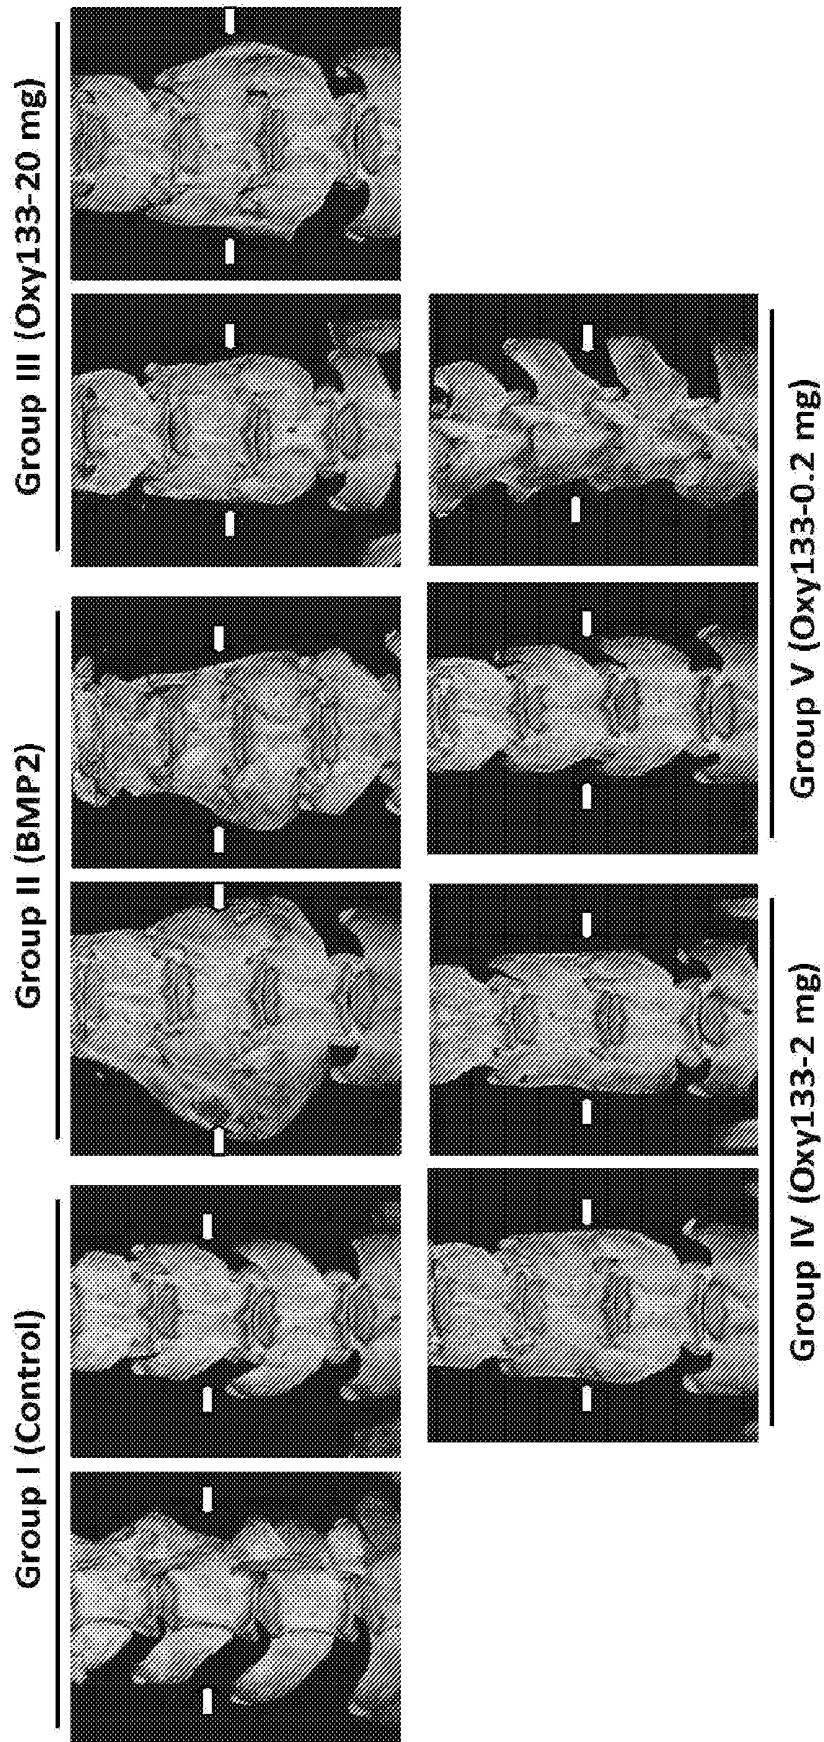 Group I (Control)
Group II (BMP2)
Group III (Oxy133-20 mg)
Group IV (Oxy133-2 mg)
Group V (Oxy133-0.2 mg)